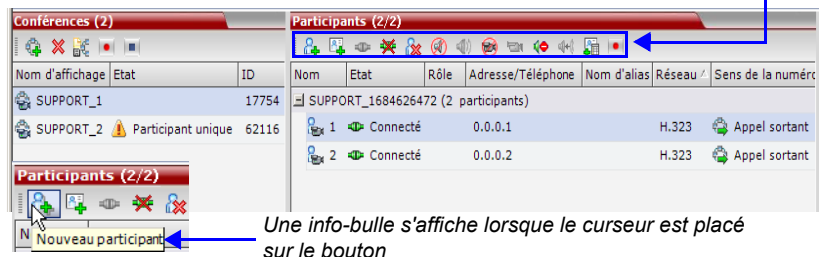 Conférences (2)
Participants (2/2)
Nom d'affichage Etat ID
Nom Etat Rôle Adresse/Téléphone Nom d'alias Réseau Sens de la numéro
SUPPORT_1 17754
SUPPORT_1684626472 (2 participants)
SUPPORT_2 Participant unique 62116
1 Connecté 0.0.0.1 H.323 Appel sortant
2 Connecté 0.0.0.2 H.323 Appel sortant
Participants (2/2)
N
Nouveau participant
Une info-bulle s'affiche lorsque le curseur est placé
sur le bouton